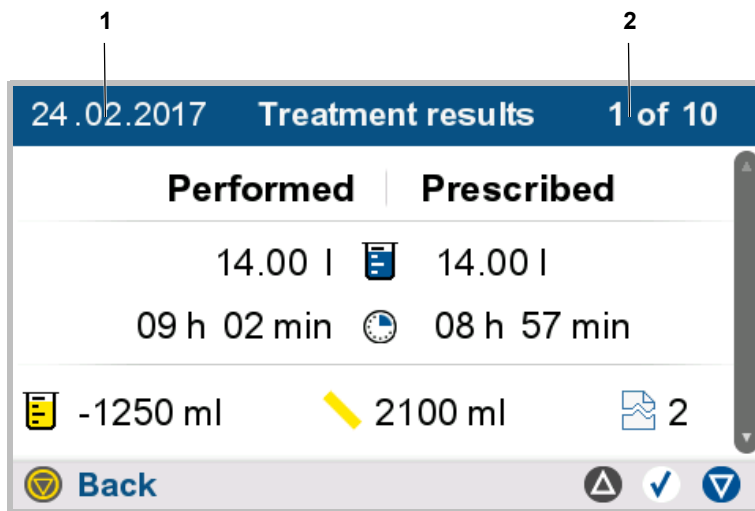 1 2
24.02.2017 Treatment results 1 of 10
Performed Prescribed
14.00 l 14.00 l
09 h 02 min 08 h 57 min
-1250 ml 2100 ml 2
Back